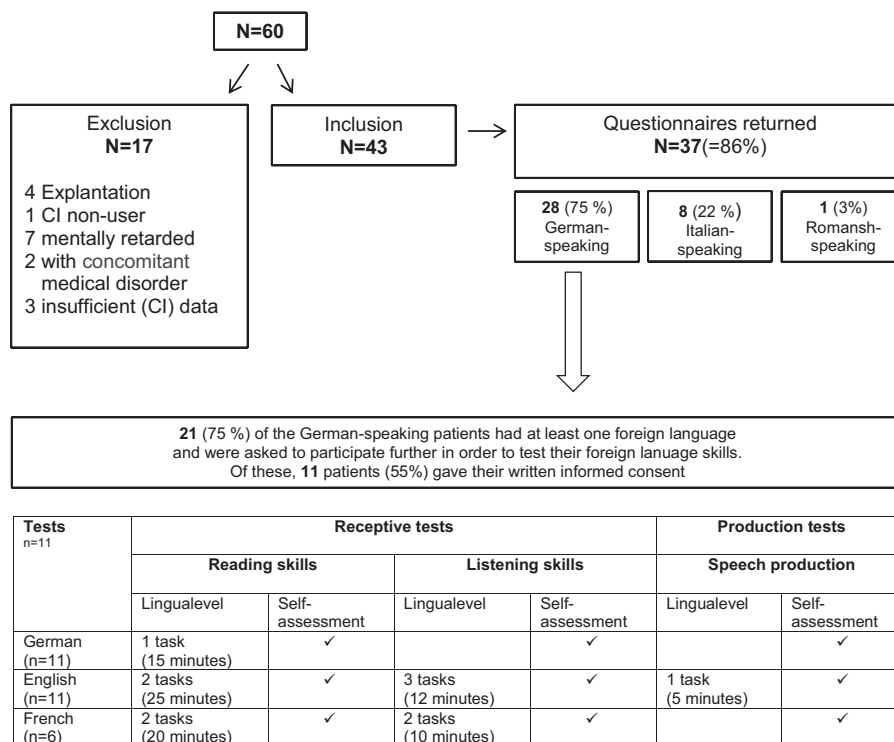 N=60
Exclusion
N=17
4 Explantation
1 CI non-user
7 mentally retarded
2 with concomitant
medical disorder
3 insufficient (CI) data
Inclusion
N=43
Questionnaires returned
N=37(=86%)
28 (75 %)
German-
speaking
8 (22 %)
Italian-
speaking
1 (3%)
Romansh-
speaking
21 (75 %) of the German-speaking patients had at least one foreign language
and were asked to participate further in order to test their foreign lanuage skills.
Of these, 11 patients (55%) gave their written informed consent
Tests
n=11
Receptive tests
Production tests
Reading skills
Listening skills
Speech production
Lingualevel
Self-
assessment
Lingualevel
Self-
assessment
Lingualevel
Self-
assessment
German
(n=11)
1 task
(15 minutes)
✓
✓
✓
English
(n=11)
2 tasks
(25 minutes)
✓
3 tasks
(12 minutes)
✓
1 task
(5 minutes)
✓
French
(n=6)
2 tasks
(20 minutes)
✓
2 tasks
(10 minutes)
✓
✓